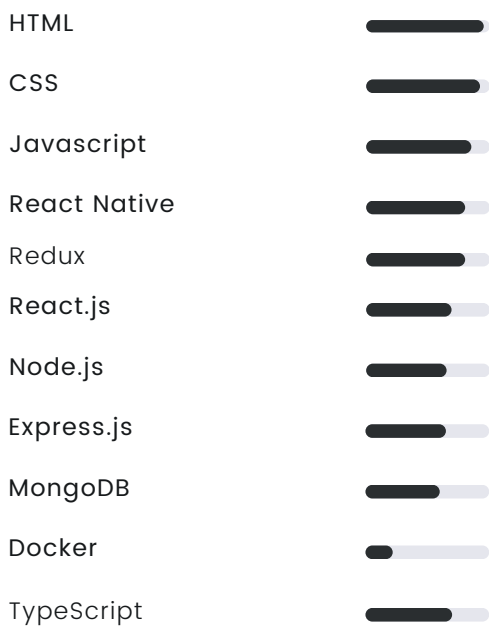 HTML
CSS
Javascript
React Native
Redux
React.js
Node.js
Express.js
MongoDB
Docker
TypeScript